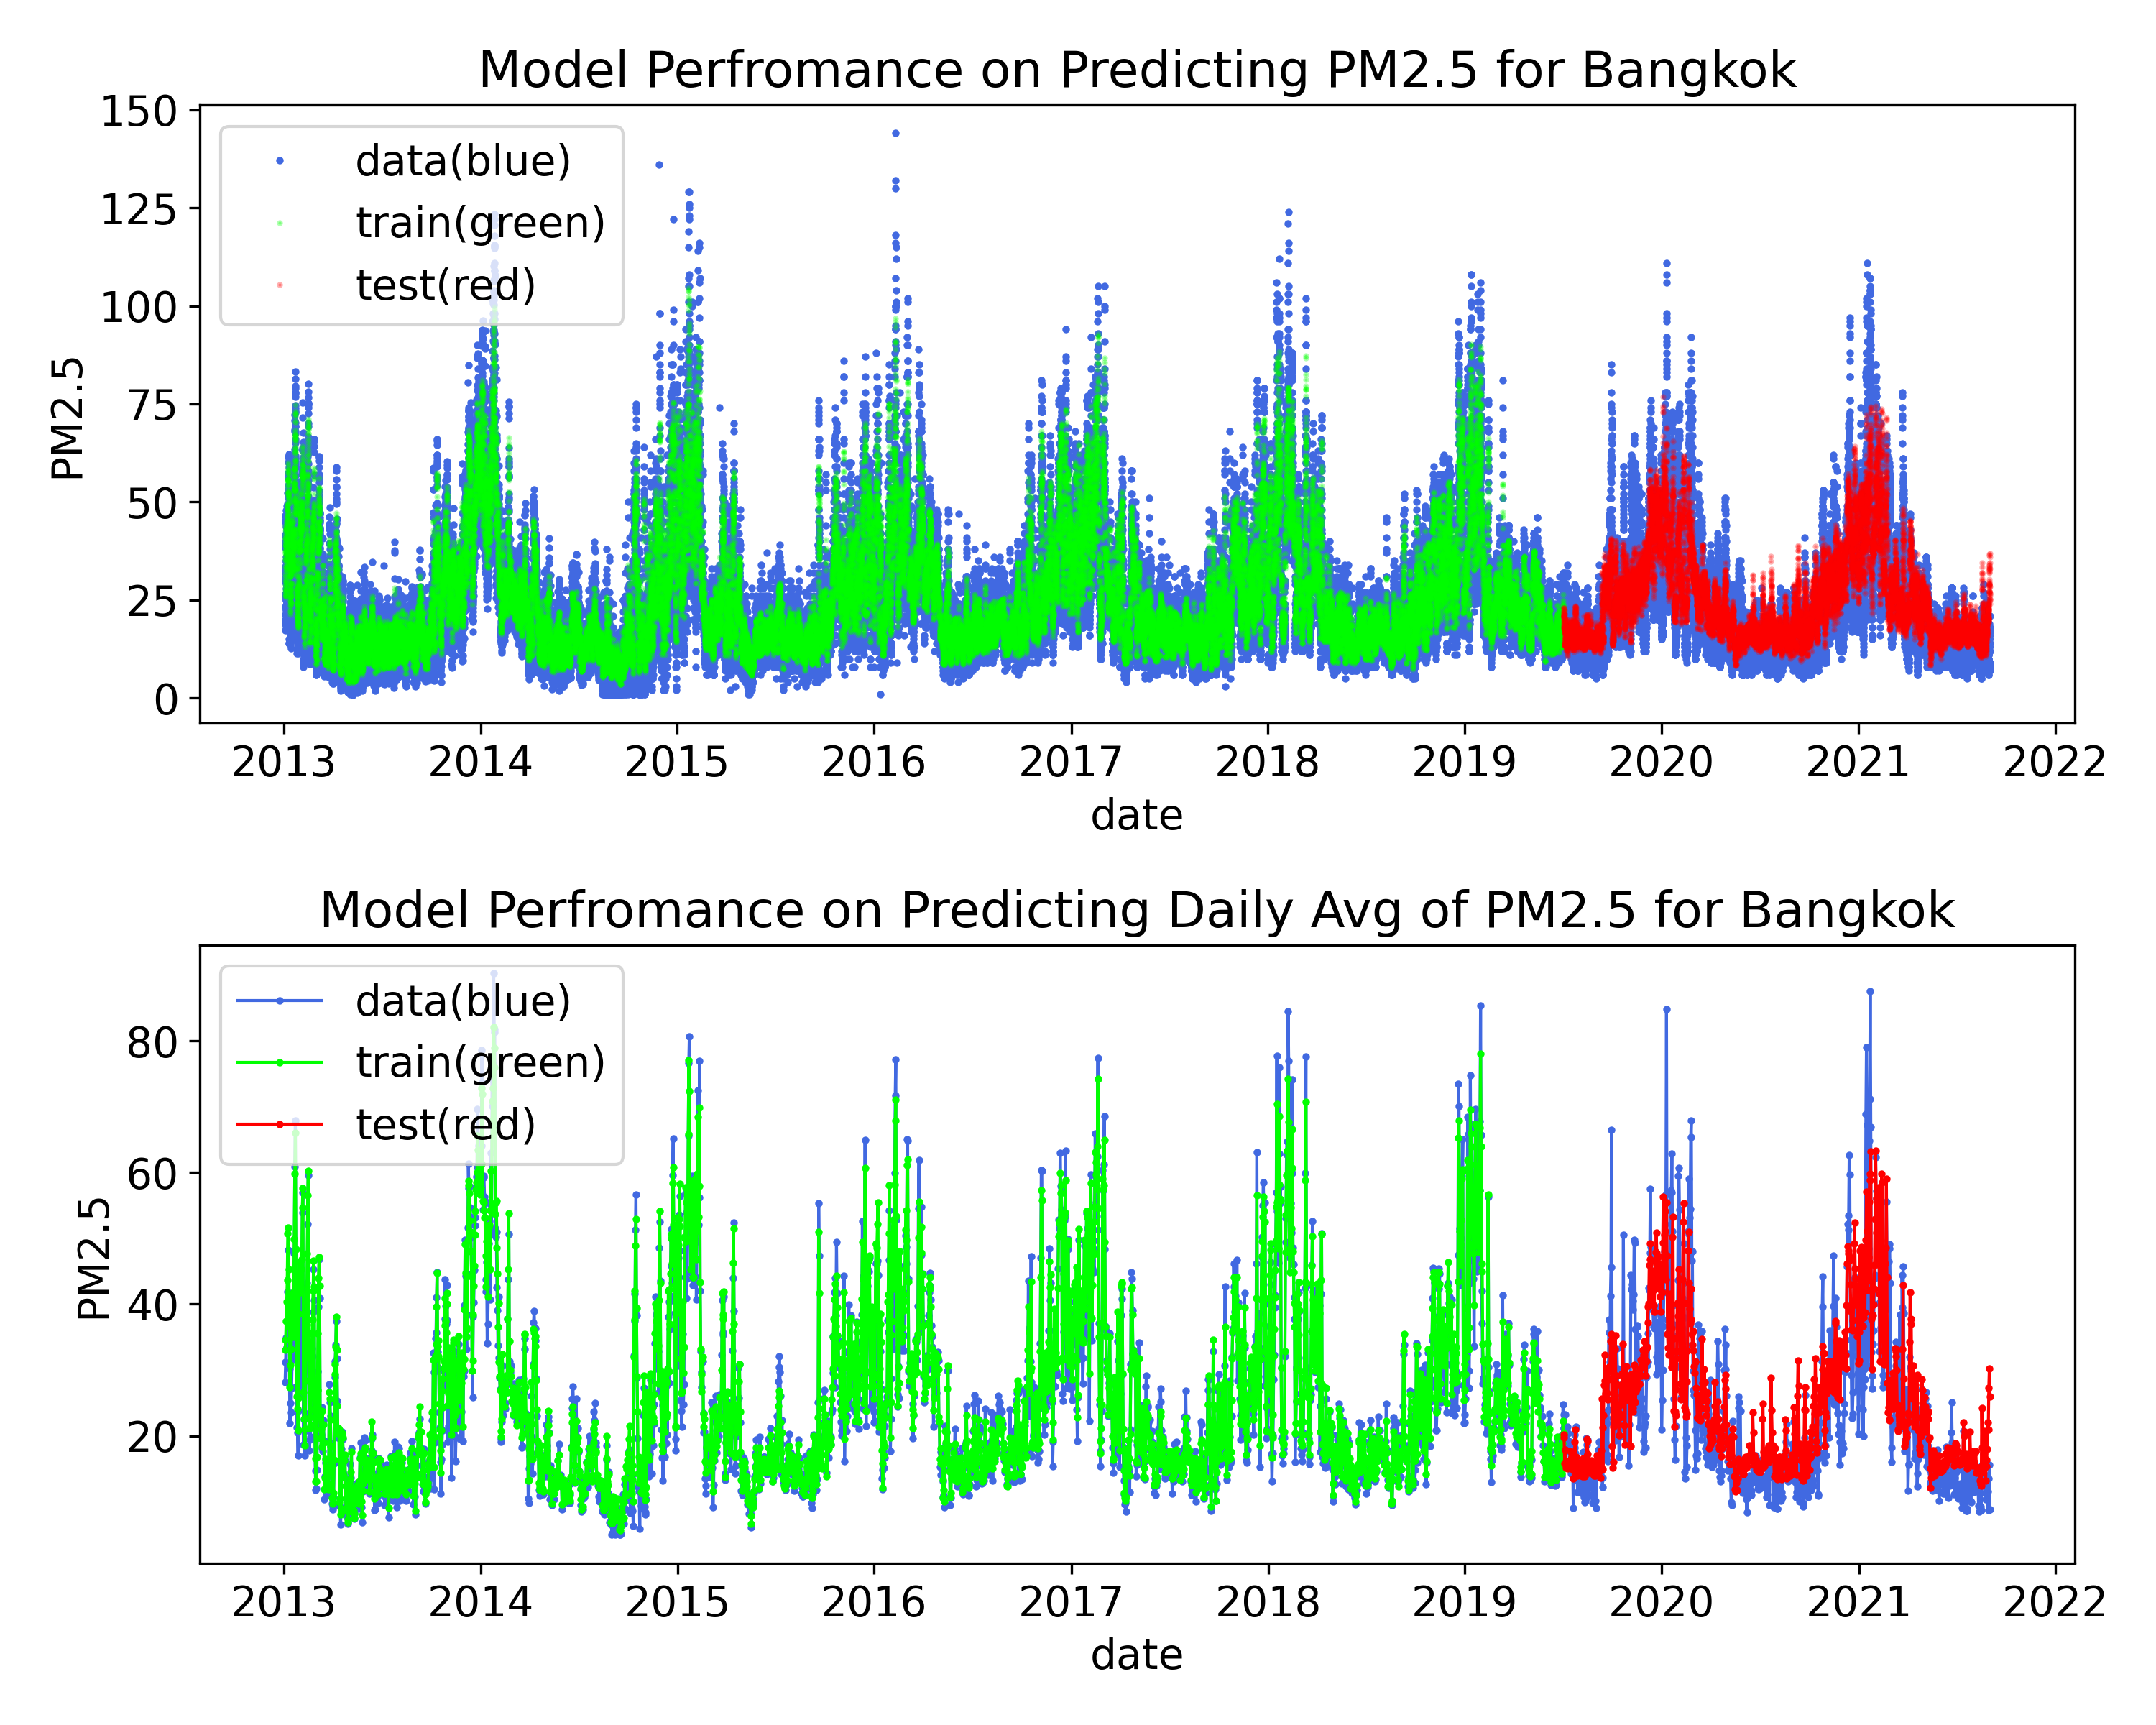 Model Perfromance on Predicting PM2.5 for Bangkok
150
125
100
75
50
25
0
PM2.5
data(blue)
train(green)
test(red)
2013 2014 2015 2016 2017 2018 2019 2020 2021 2022
date
Model Perfromance on Predicting Daily Avg of PM2.5 for Bangkok
80
60
40
20
PM2.5
data(blue)
train(green)
test(red)
2013 2014 2015 2016 2017 2018 2019 2020 2021 2022
date